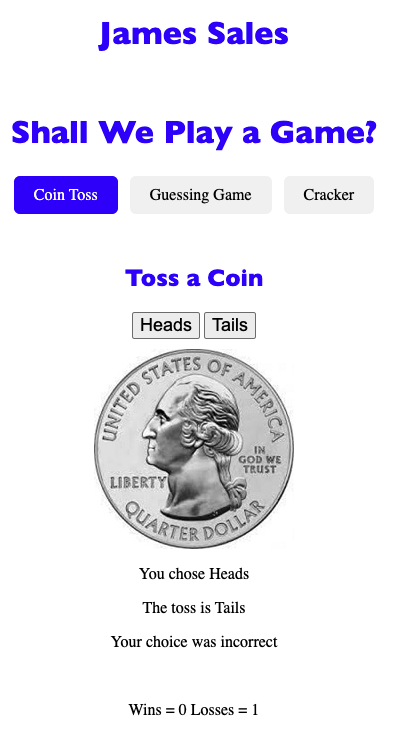 James Sales
Shall We Play a Game?
Coin Toss Guessing Game Cracker
Toss a Coin
Heads Tails
UNITED STATES OF AMERICA
IN
GOD WE
TRUST
LIBERTY
QUARTER DOLLAR
You chose Heads
The toss is Tails
Your choice was incorrect
Wins = 0 Losses = 1